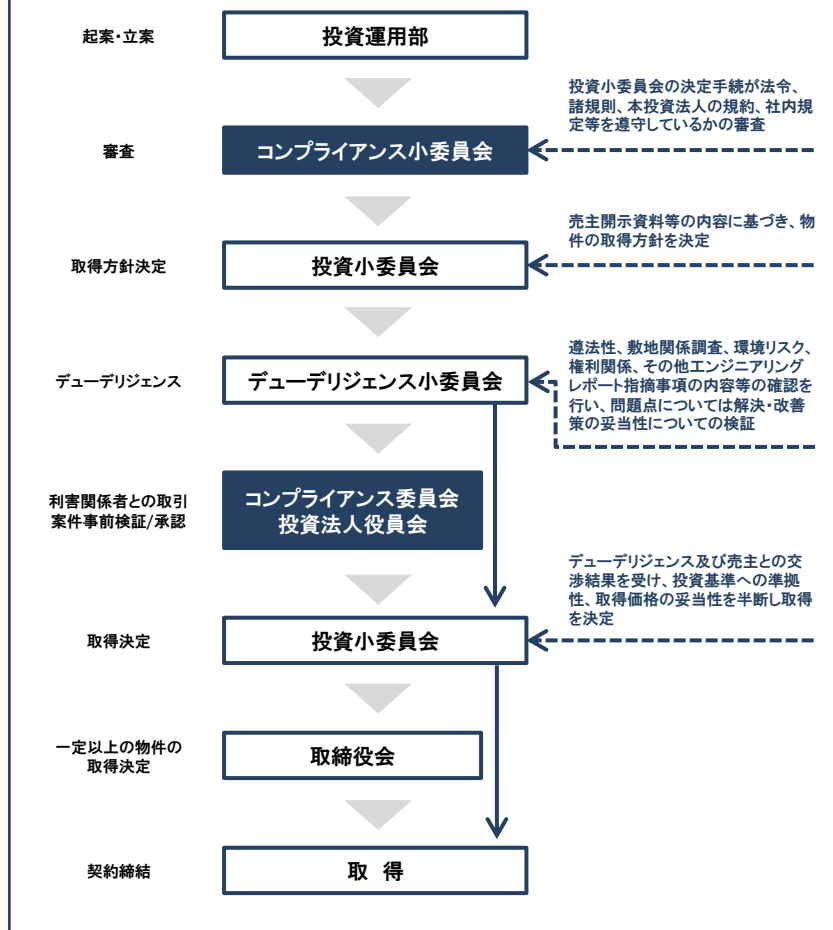 起案・立案
投資運用部
投資小委員会の決定手続が法令、
諸規則、本投資法人の規約、社内規
定等を遵守しているかの審査
審査
コンプライアンス小委員会
売主開示資料等の内容に基づき、物
件の取得方針を決定
取得方針決定
投資小委員会
遵法性、敷地関係調査、環境リスク、
権利関係、その他エンジニアリング
レポート指摘事項の内容等の確認を
行い、問題点については解決・改善
策の妥当性についての検証
デューデリジェンス
デューデリジェンス小委員会
利害関係者との取引
案件事前検証/承認
コンプライアンス委員会
投資法人役員会
デューデリジェンス及び売主との交
渉結果を受け、投資基準への準拠
性、取得価格の妥当性を判断し取得
を決定
取得決定
投資小委員会
一定以上の物件の
取得決定
取締役会
契約締結
取 得